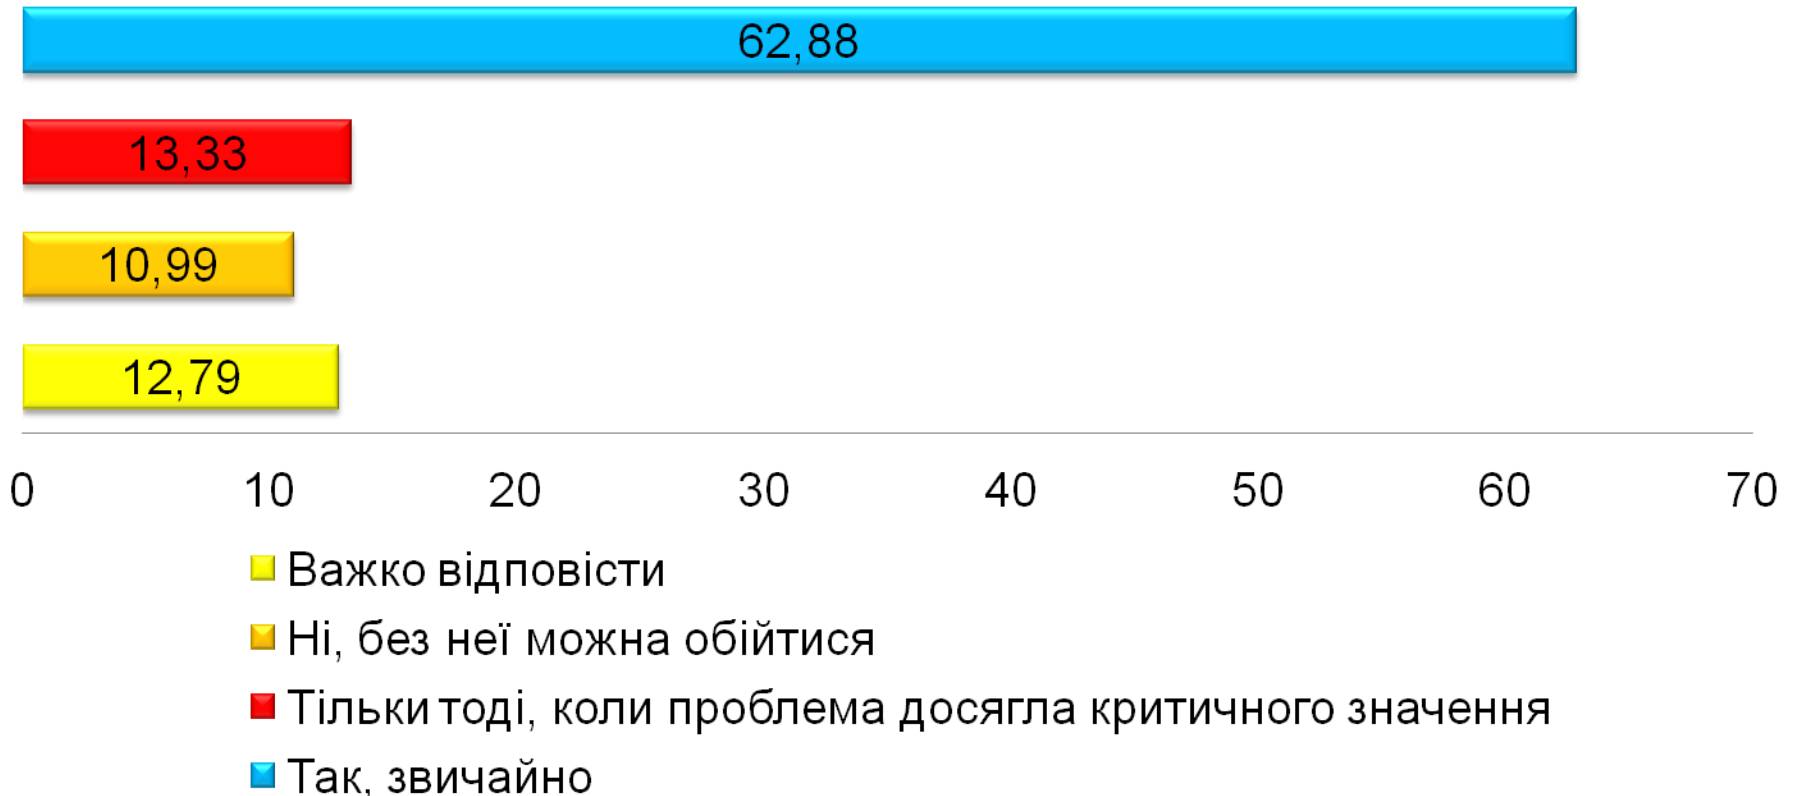 62,88
13,33
10,99
12,79
0 10 20 30 40 50 60 70
Важко відповісти
Ні, без неї можна обійтися
Тільки тоді, коли проблема досягла критичного значення
Так, звичайно